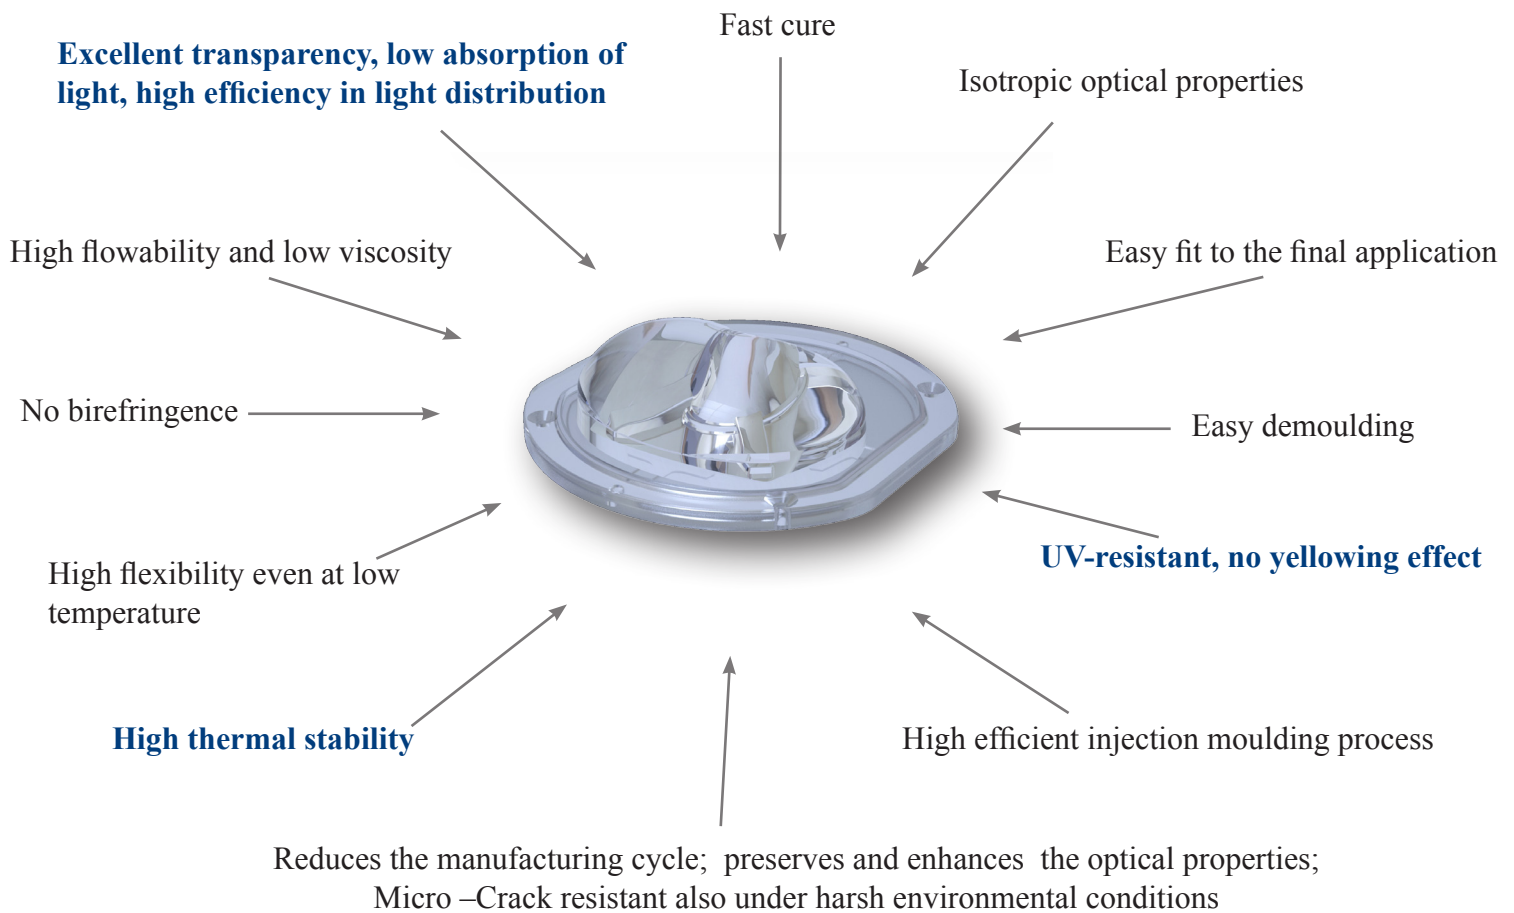 Fast cure
Excellent transparency, low absorption of
light, high efficiency in light distribution
Isotropic optical properties
High flowability and low viscosity
Easy fit to the final application
No birefringence
Easy demoulding
UV-resistant, no yellowing effect
High flexibility even at low
temperature
High thermal stability
High efficient injection moulding process
Reduces the manufacturing cycle;  preserves and enhances  the optical properties;
Micro –Crack resistant also under harsh environmental conditions